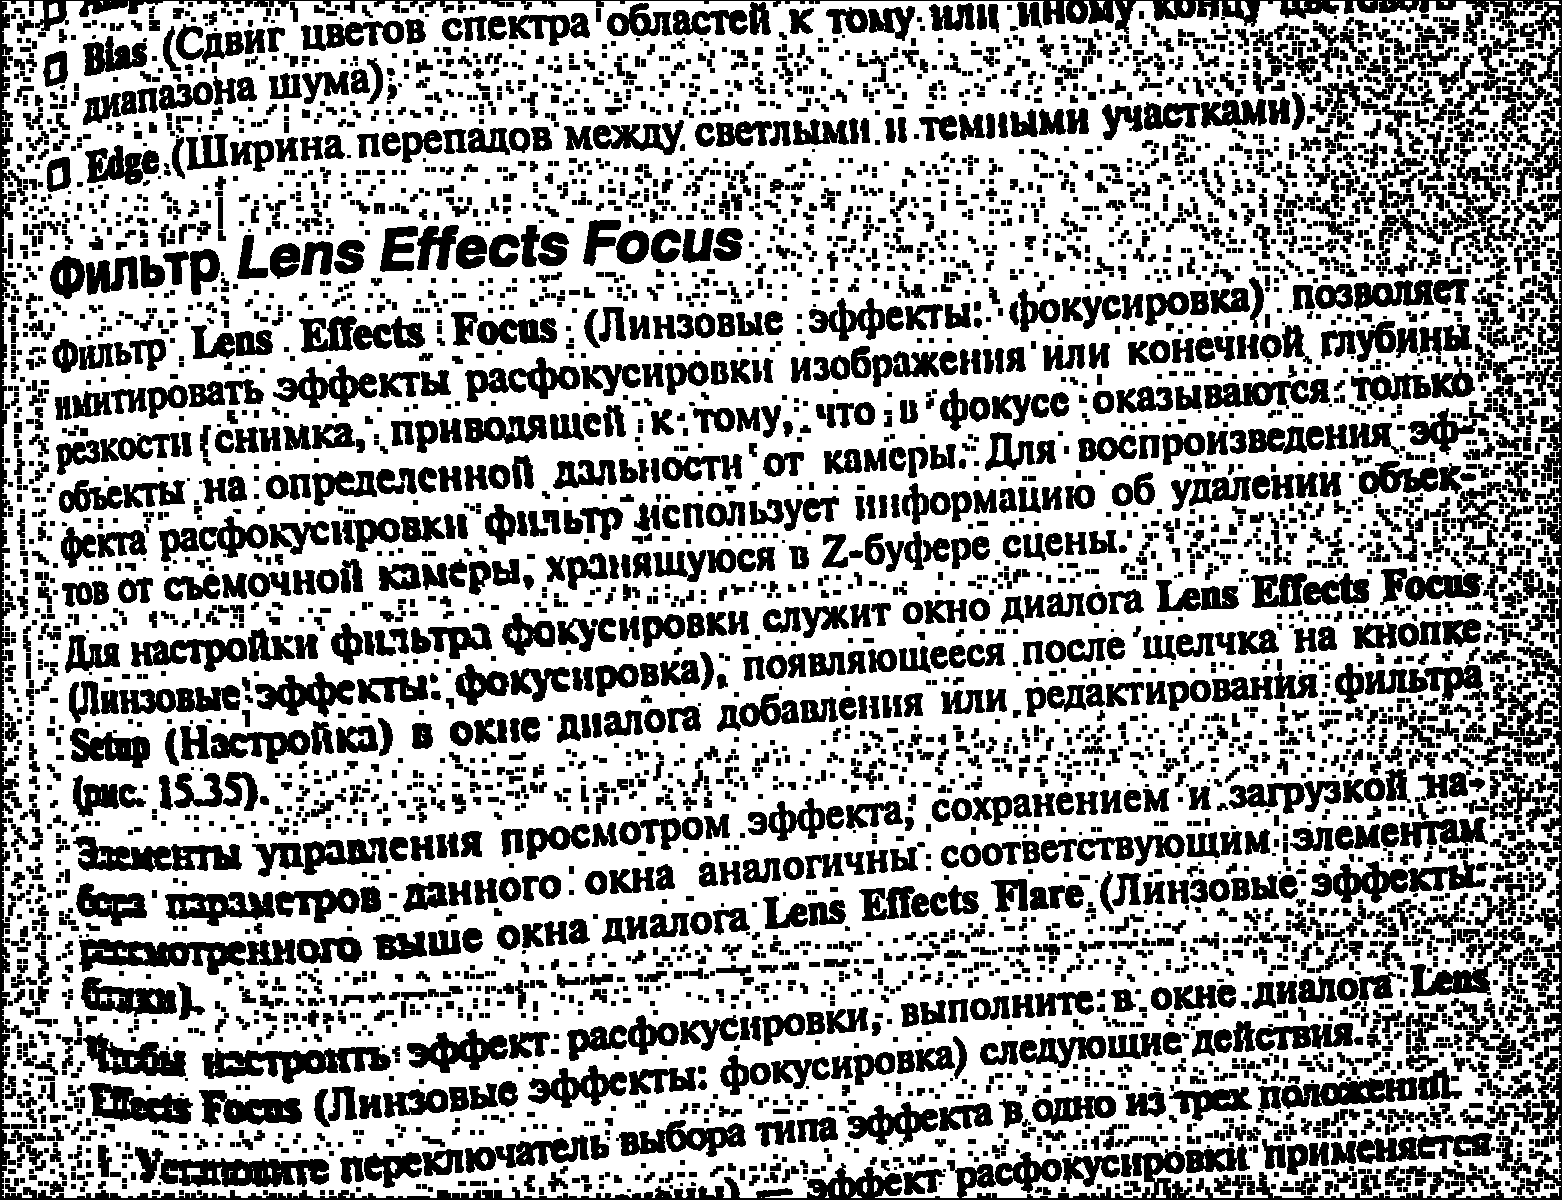 Bias (Сдвиг цветов спектра областей к тому или иному концу цветового
диапазона шума);
Edge (Ширина перепадов между светлыми и темными участками).
Фильтр Lens Effects Focus
Фильтр Lens Effects Focus (Линзовые эффекты: фокусировка) позволяет
имитировать эффекты расфокусировки изображения или конечной глубины
резкости снимка, приводящей к тому, что в фокусе оказываются только
объекты на определенной дальности от камеры. Для воспроизведения эф-
фекта расфокусировки фильтр использует информацию об удалении объек-
тов от съемочной камеры, хранящуюся в Z-буфере сцены.
Для настройки фильтра фокусировки служит окно диалога Lens Effects Focus
(Линзовые эффекты: фокусировка), появляющееся после щелчка на кнопке
Setup (Настройка) в окне диалога добавления или редактирования фильтра
(рис. 15.35).
Элементы управления просмотром эффекта, сохранением и загрузкой на-
бора параметров данного окна аналогичны соответствующим элементам
рассмотренного выше окна диалога Lens Effects Flare (Линзовые эффекты:
блики).
Чтобы настроить эффект расфокусировки, выполните в окне диалога Lens
Effects Focus (Линзовые эффекты: фокусировка) следующие действия.
1. Установите переключатель выбора типа эффекта в одно из трех положений:
— эффект расфокусировки применяется